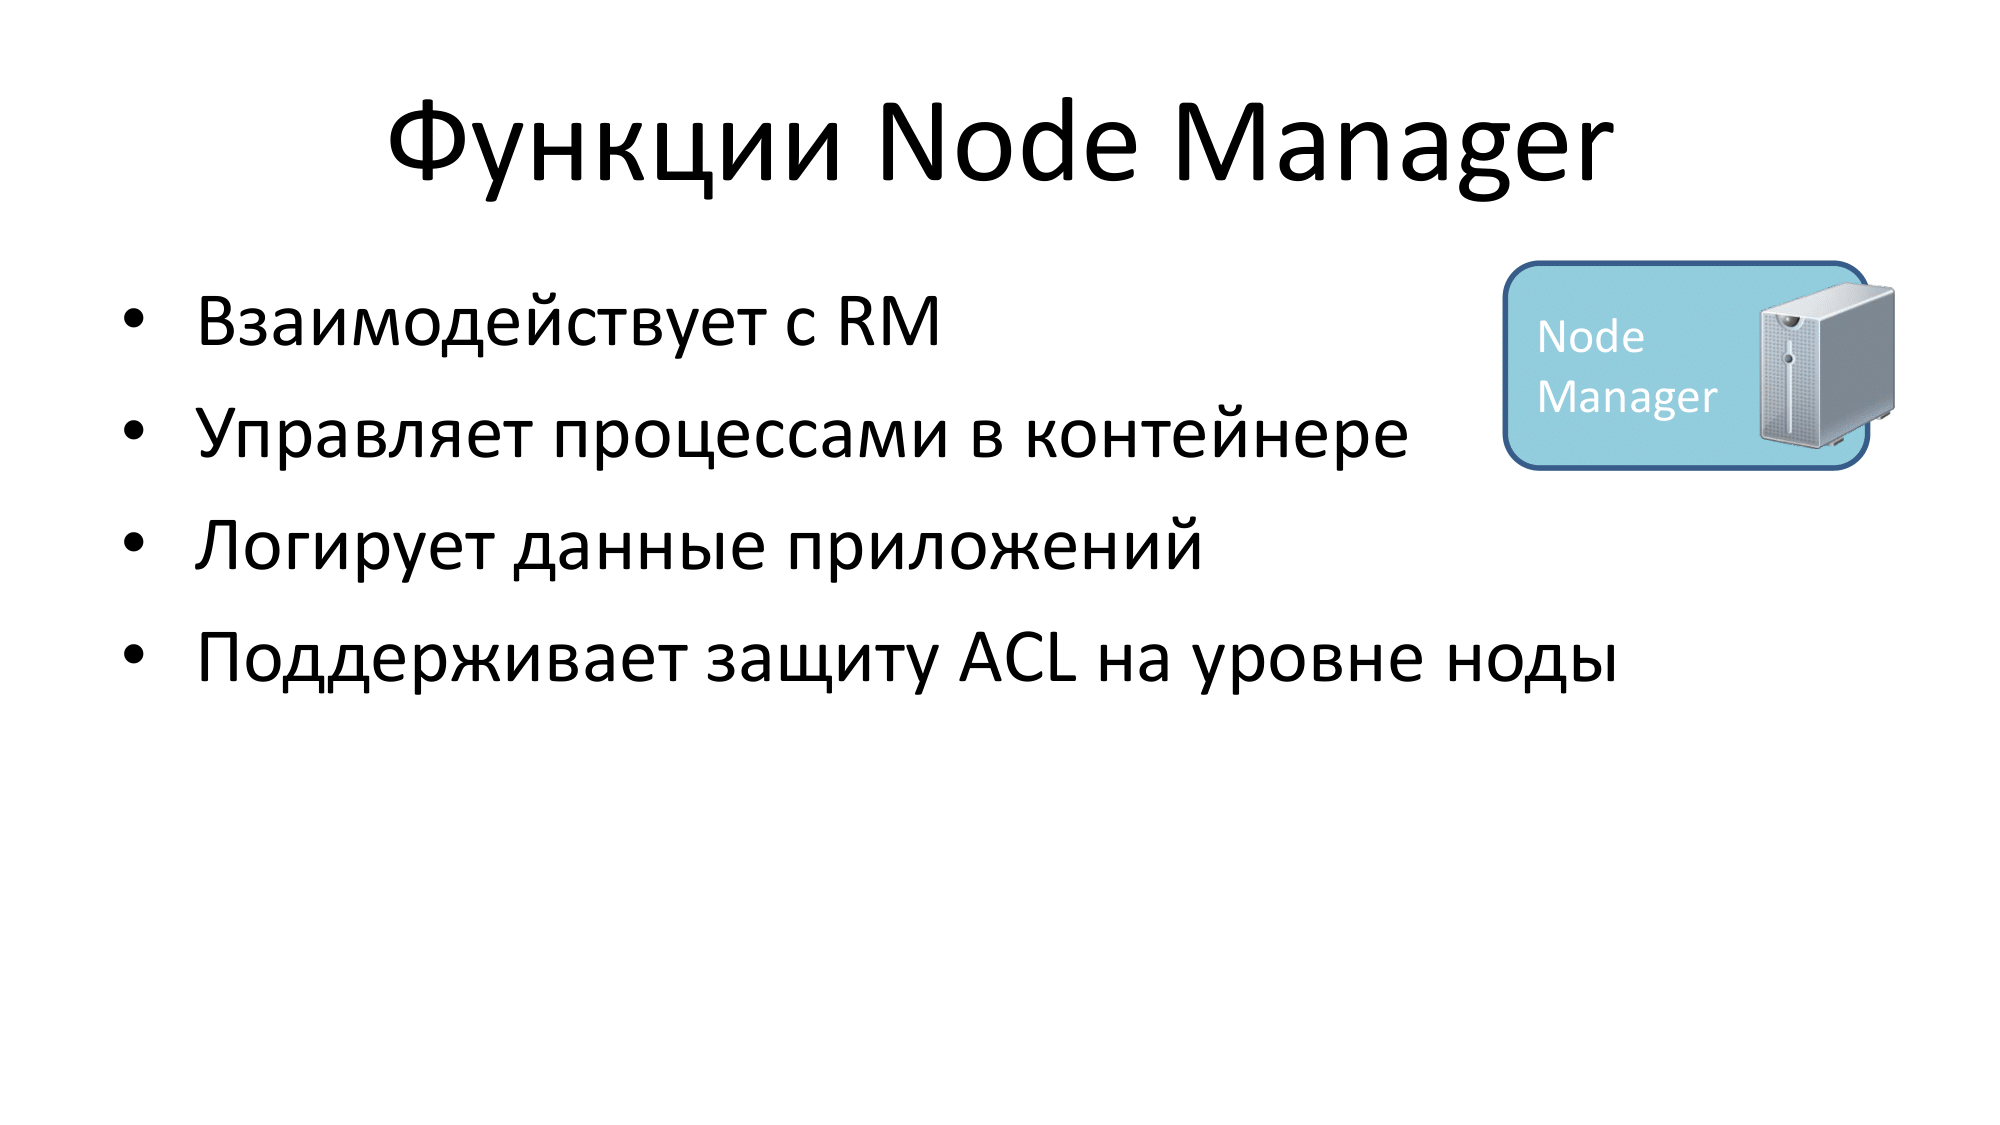 Функции Node Manager
• Взаимодействует с RM
• Управляет процессами в контейнере
• Логирует данные приложений
• Поддерживает защиту ACL на уровне ноды
Node
Manager